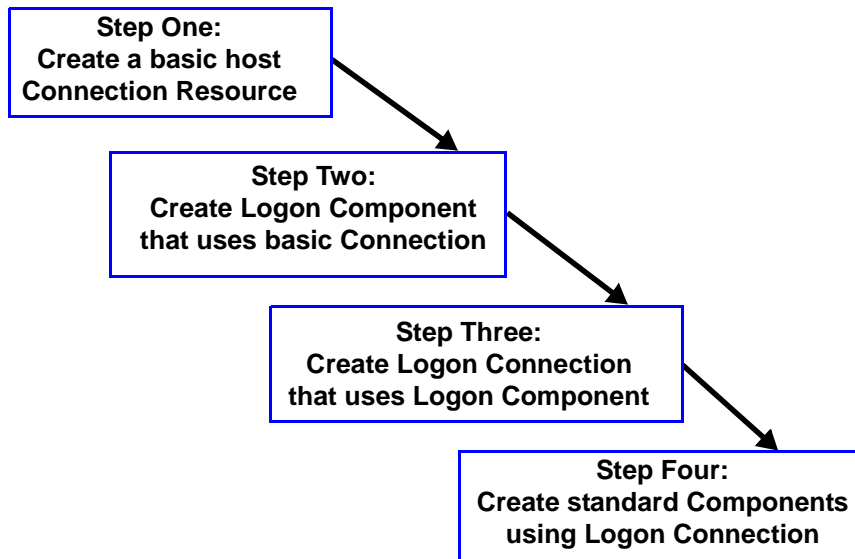 Step One:
Create a basic host
Connection Resource
Step Two:
Create Logon Component
that uses basic Connection
Step Three:
Create Logon Connection
that uses Logon Component
Step Four:
Create standard Components
using Logon Connection